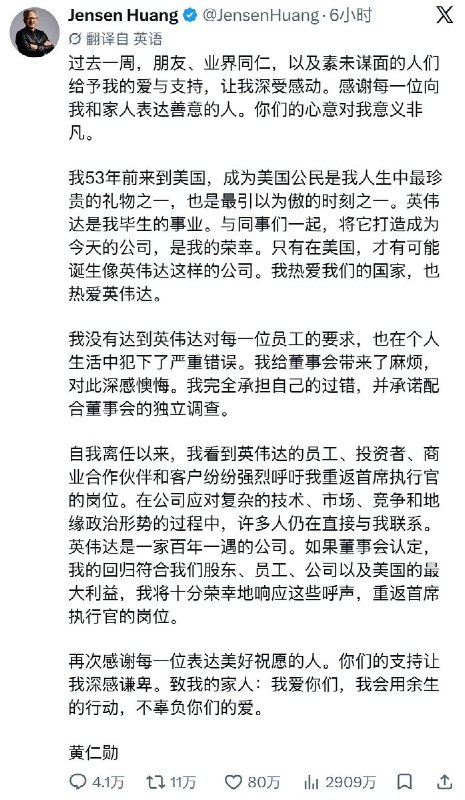 Jensen Huang @JensenHuang · 6小时
翻译自 英语
过去一周，朋友、业界同仁，以及素未谋面的人们
给予我的爱与支持，让我深受感动。感谢每一位向
我和家人表达善意的人。你们的心意对我意义非
凡。
我53年前来到美国，成为美国公民是我人生中最珍
贵的礼物之一，也是最引以为傲的时刻之一。英伟
达是我毕生的事业。与同事们一起，将它打造成为
今天的公司，是我的荣幸。只有在美国，才有可能
诞生像英伟达这样的公司。我热爱我们的国家，也
热爱英伟达。
我没有达到英伟达对每一位员工的要求，也在个人
生活中犯下了严重错误。我给董事会带来了麻烦，
对此深感懊悔。我完全承担自己的过错，并承诺配
合董事会的独立调查。
自我离任以来，我看到英伟达的员工、投资者、商
业合作伙伴和客户纷纷强烈呼吁我重返首席执行官
的岗位。在公司应对复杂的技术、市场、竞争和地
缘政治形势的过程中，许多人仍在直接与我联系。
英伟达是一家百年一遇的公司。如果董事会认定，
我的回归符合我们股东、员工、公司以及美国的最
大利益，我将十分荣幸地响应这些呼声，重返首席
执行官的岗位。
再次感谢每一位表达美好祝愿的人。你们的支持让
我深感谦卑。致我的家人：我爱你们，我会用余生
的行动，不辜负你们的爱。
黄仁勋
4.1万 11万 80万 2909万